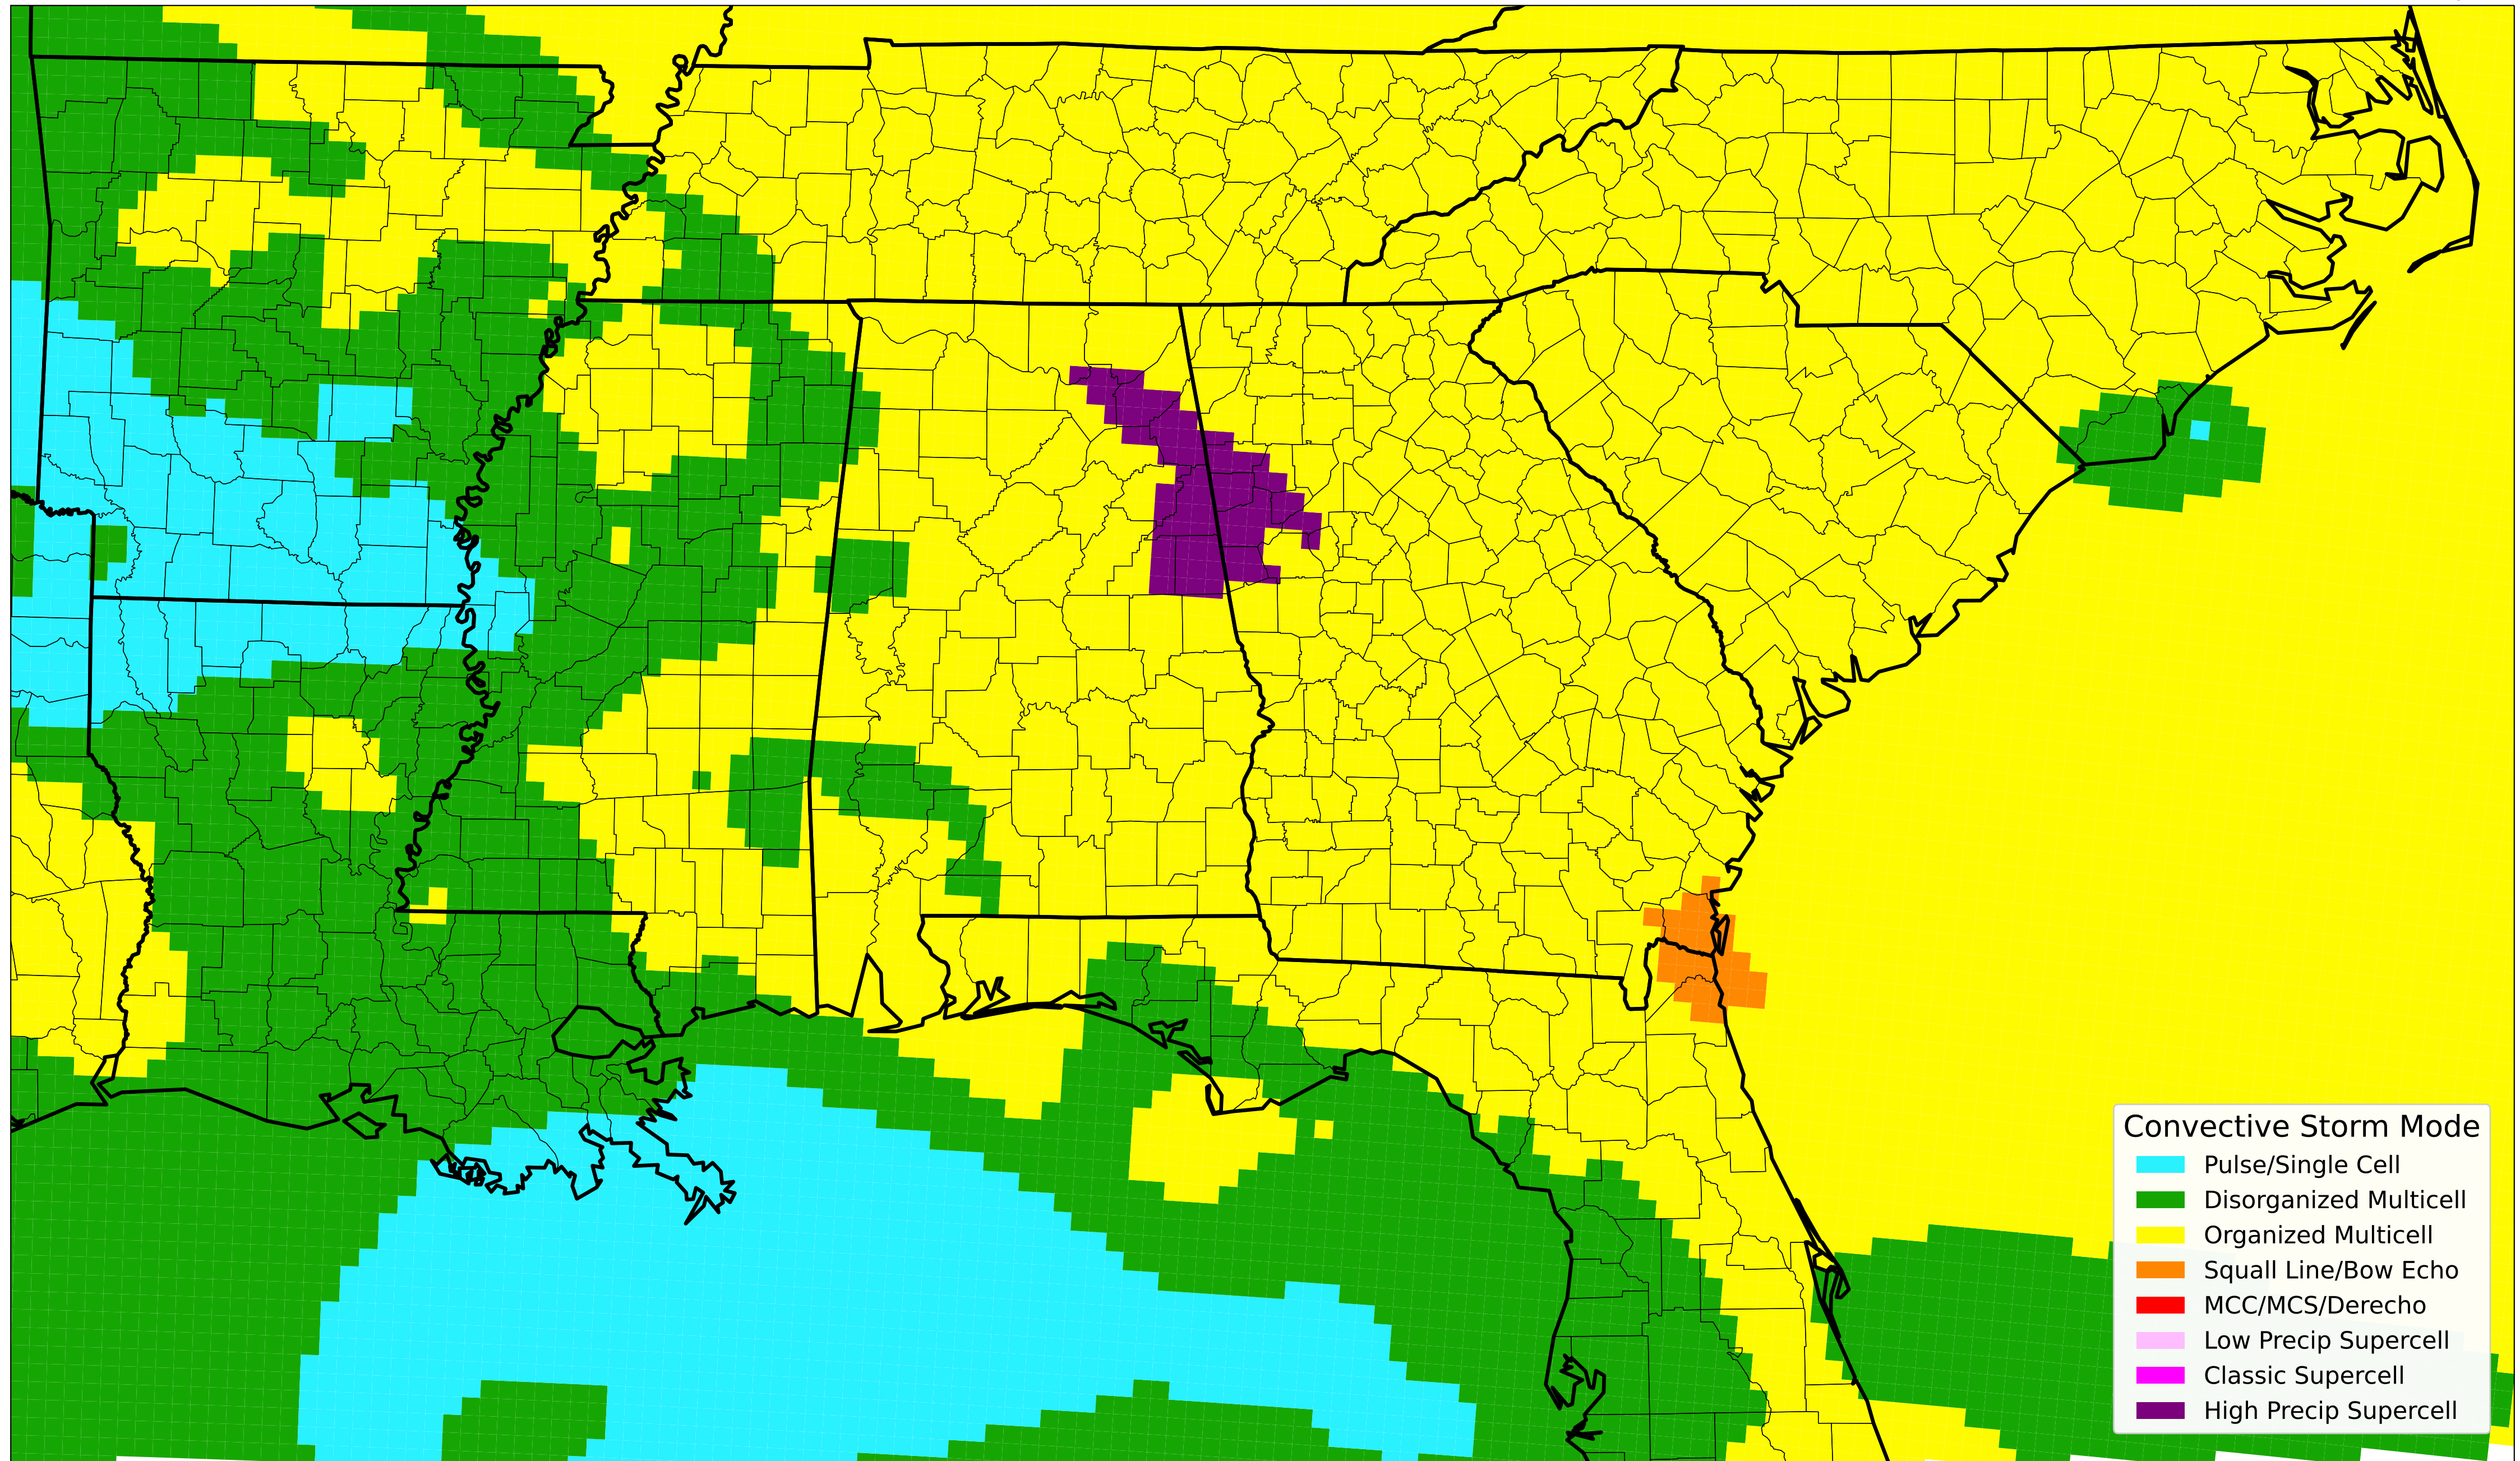 Convective Storm Mode
Pulse/Single Cell
Disorganized Multicell
Organized Multicell
Squall Line/Bow Echo
MCC/MCS/Derecho
Low Precip Supercell
Classic Supercell
High Precip Supercell